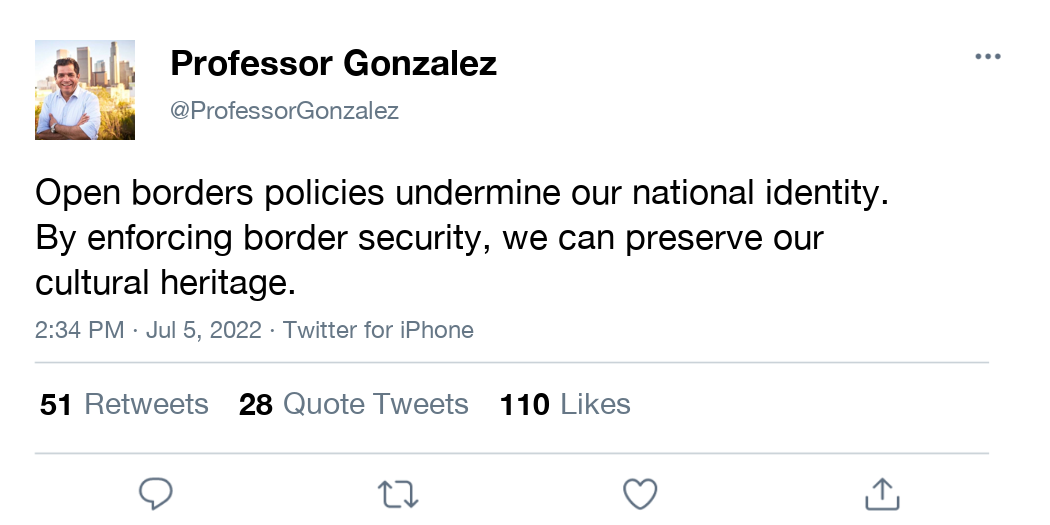 Professor Gonzalez
@ProfessorGonzalez
Open borders policies undermine our national identity.
By enforcing border security, we can preserve our
cultural heritage.
2:34 PM · Jul 5, 2022 · Twitter for iPhone
51 Retweets 28 Quote Tweets 110 Likes